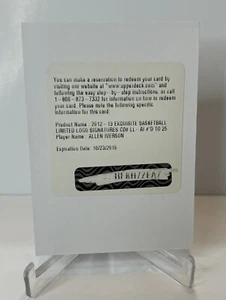 You can make a reservation to redeem your card by
visiting our website at "www.upperdeck.com" and
following the easy step - by - step instructions, or call
1 - 800 - 873 - 7332 for information on how to redeem
your card. Please note the following specific
information for this card:
Product Name : 2012 - 13 EXQUISITE BASKETBALL
LIMITED LOGO SIGNATURES CDV LL - AI #'D TO 25
Player Name : ALLEN IVERSON
Expiration Date: 10/23/2015